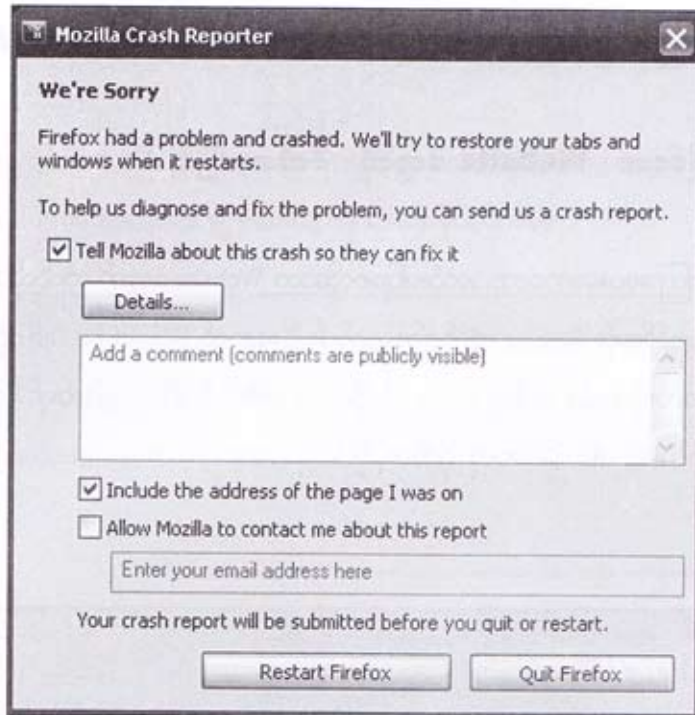 Mozilla Crash Reporter
We're Sorry
Firefox had a problem and crashed. We'll try to restore your tabs and
windows when it restarts.
To help us diagnose and fix the problem, you can send us a crash report.
Tell Mozilla about this crash so they can fix it
Details...
Add a comment (comments are publicly visible)
Include the address of the page I was on
Allow Mozilla to contact me about this report
Enter your email address here
Your crash report will be submitted before you quit or restart.
Restart Firefox
Quit Firefox